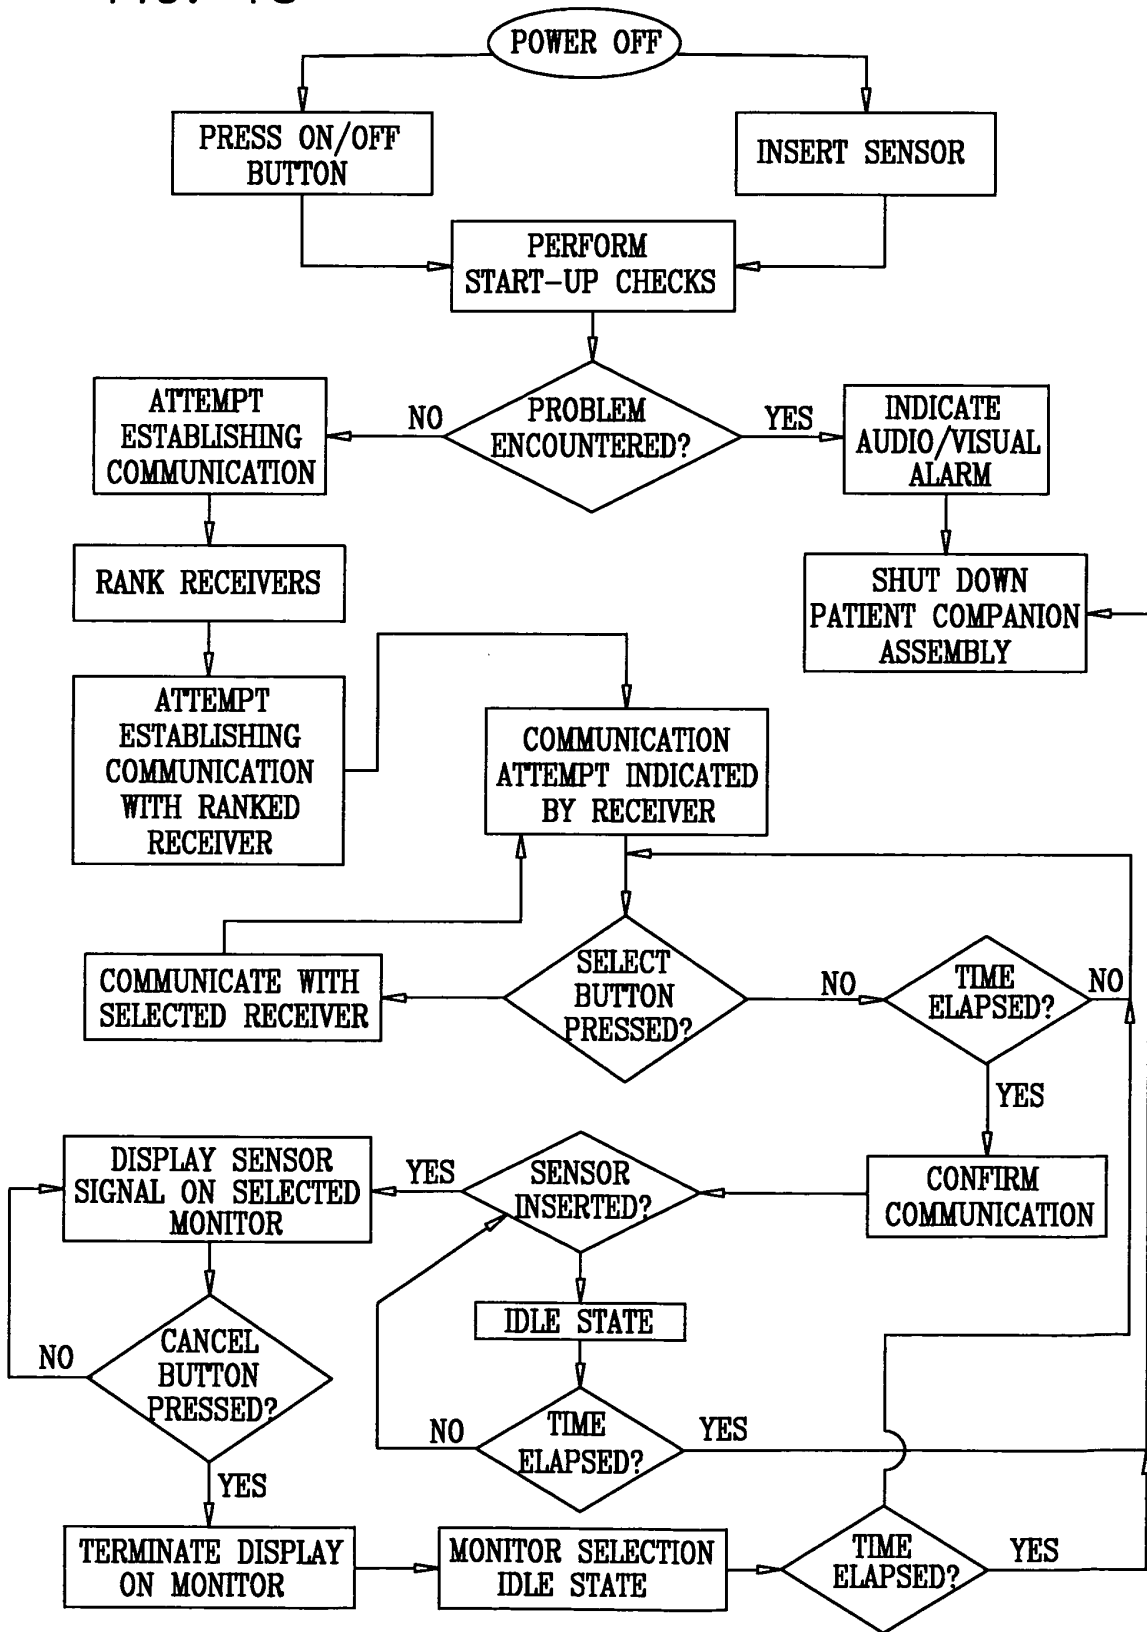 POWER OFF
PRESS ON/OFF
BUTTON
INSERT SENSOR
PERFORM
START-UP CHECKS
ATTEMPT
ESTABLISHING
COMMUNICATION
NO
PROBLEM
ENCOUNTERED?
YES
INDICATE
AUDIO/VISUAL
ALARM
RANK RECEIVERS
SHUT DOWN
PATIENT COMPANION
ASSEMBLY
ATTEMPT
ESTABLISHING
COMMUNICATION
WITH RANKED
RECEIVER
COMMUNICATION
ATTEMPT INDICATED
BY RECEIVER
COMMUNICATE WITH
SELECTED RECEIVER
SELECT
BUTTON
PRESSED?
NO
TIME
ELAPSED?
NO
YES
DISPLAY SENSOR
SIGNAL ON SELECTED
MONITOR
YES
SENSOR
INSERTED?
CONFIRM
COMMUNICATION
IDLE STATE
NO
CANCEL
BUTTON
PRESSED?
NO
TIME
ELAPSED?
YES
YES
TERMINATE DISPLAY
ON MONITOR
MONITOR SELECTION
IDLE STATE
TIME
ELAPSED?
YES